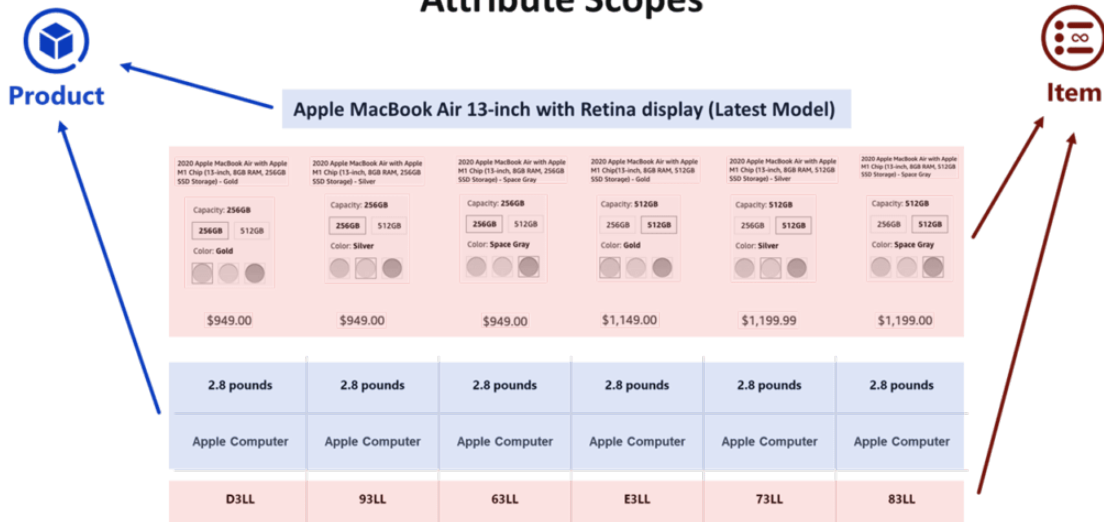 Attribute Scopes
Product
Item
Apple MacBook Air 13-inch with Retina display (Latest Model)
2020 Apple MacBook Air with Apple
M1 Chip (13-inch, 8GB RAM, 256GB
SSD Storage) - Gold
Capacity: 256GB
256GB 512GB
Color: Gold
$949.00
2020 Apple MacBook Air with Apple
M1 Chip (13-inch, 8GB RAM, 256GB
SSD Storage) - Silver
Capacity: 256GB
256GB 512GB
Color: Silver
$949.00
2020 Apple MacBook Air with Apple
M1 Chip (13-inch, 8GB RAM, 256GB
SSD Storage) - Space Gray
Capacity: 256GB
256GB 512GB
Color: Space Gray
$949.00
2020 Apple MacBook Air with Apple
M1 Chip(13-inch, 8GB RAM, 512GB
SSD Storage) - Gold
Capacity: 512GB
256GB 512GB
Color: Gold
$1,149.00
2020 Apple MacBook Air with Apple
M1 Chip (13-inch, 8GB RAM, 512GB
SSD Storage) - Silver
Capacity: 512GB
256GB 512GB
Color: Silver
$1,199.99
2020 Apple MacBook Air with Apple
M1 Chip (13-inch, 8GB RAM, 512GB
SSD Storage) - Space Gray
Capacity: 512GB
256GB 512GB
Color: Space Gray
$1,199.00
2.8 pounds 2.8 pounds 2.8 pounds 2.8 pounds 2.8 pounds 2.8 pounds
Apple Computer Apple Computer Apple Computer Apple Computer Apple Computer Apple Computer
D3LL 93LL 63LL E3LL 73LL 83LL